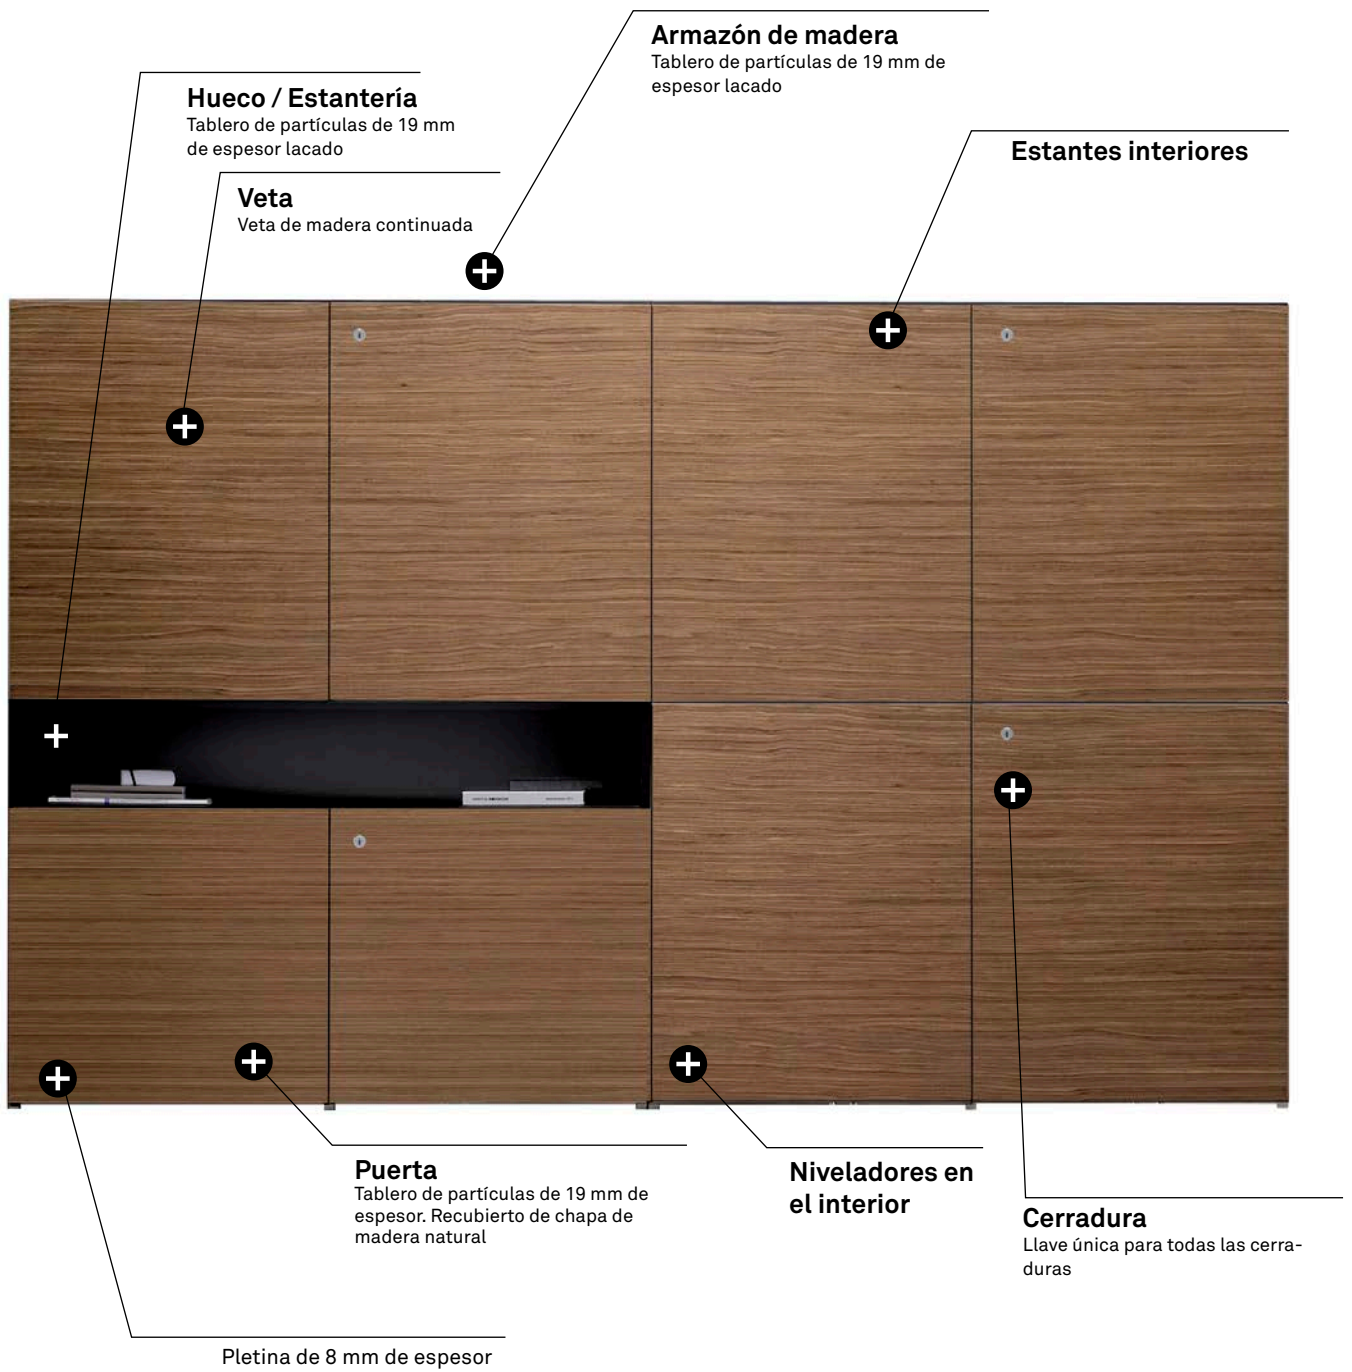 Armazón de madera
Tablero de partículas de 19 mm de
espesor lacado
Hueco / Estantería
Tablero de partículas de 19 mm
de espesor lacado
Estantes interiores
Veta
Veta de madera continuada
Puerta
Tablero de partículas de 19 mm de
espesor. Recubierto de chapa de
madera natural
Niveladores en
el interior
Cerradura
Llave única para todas las cerra-
duras
Pletina de 8 mm de espesor